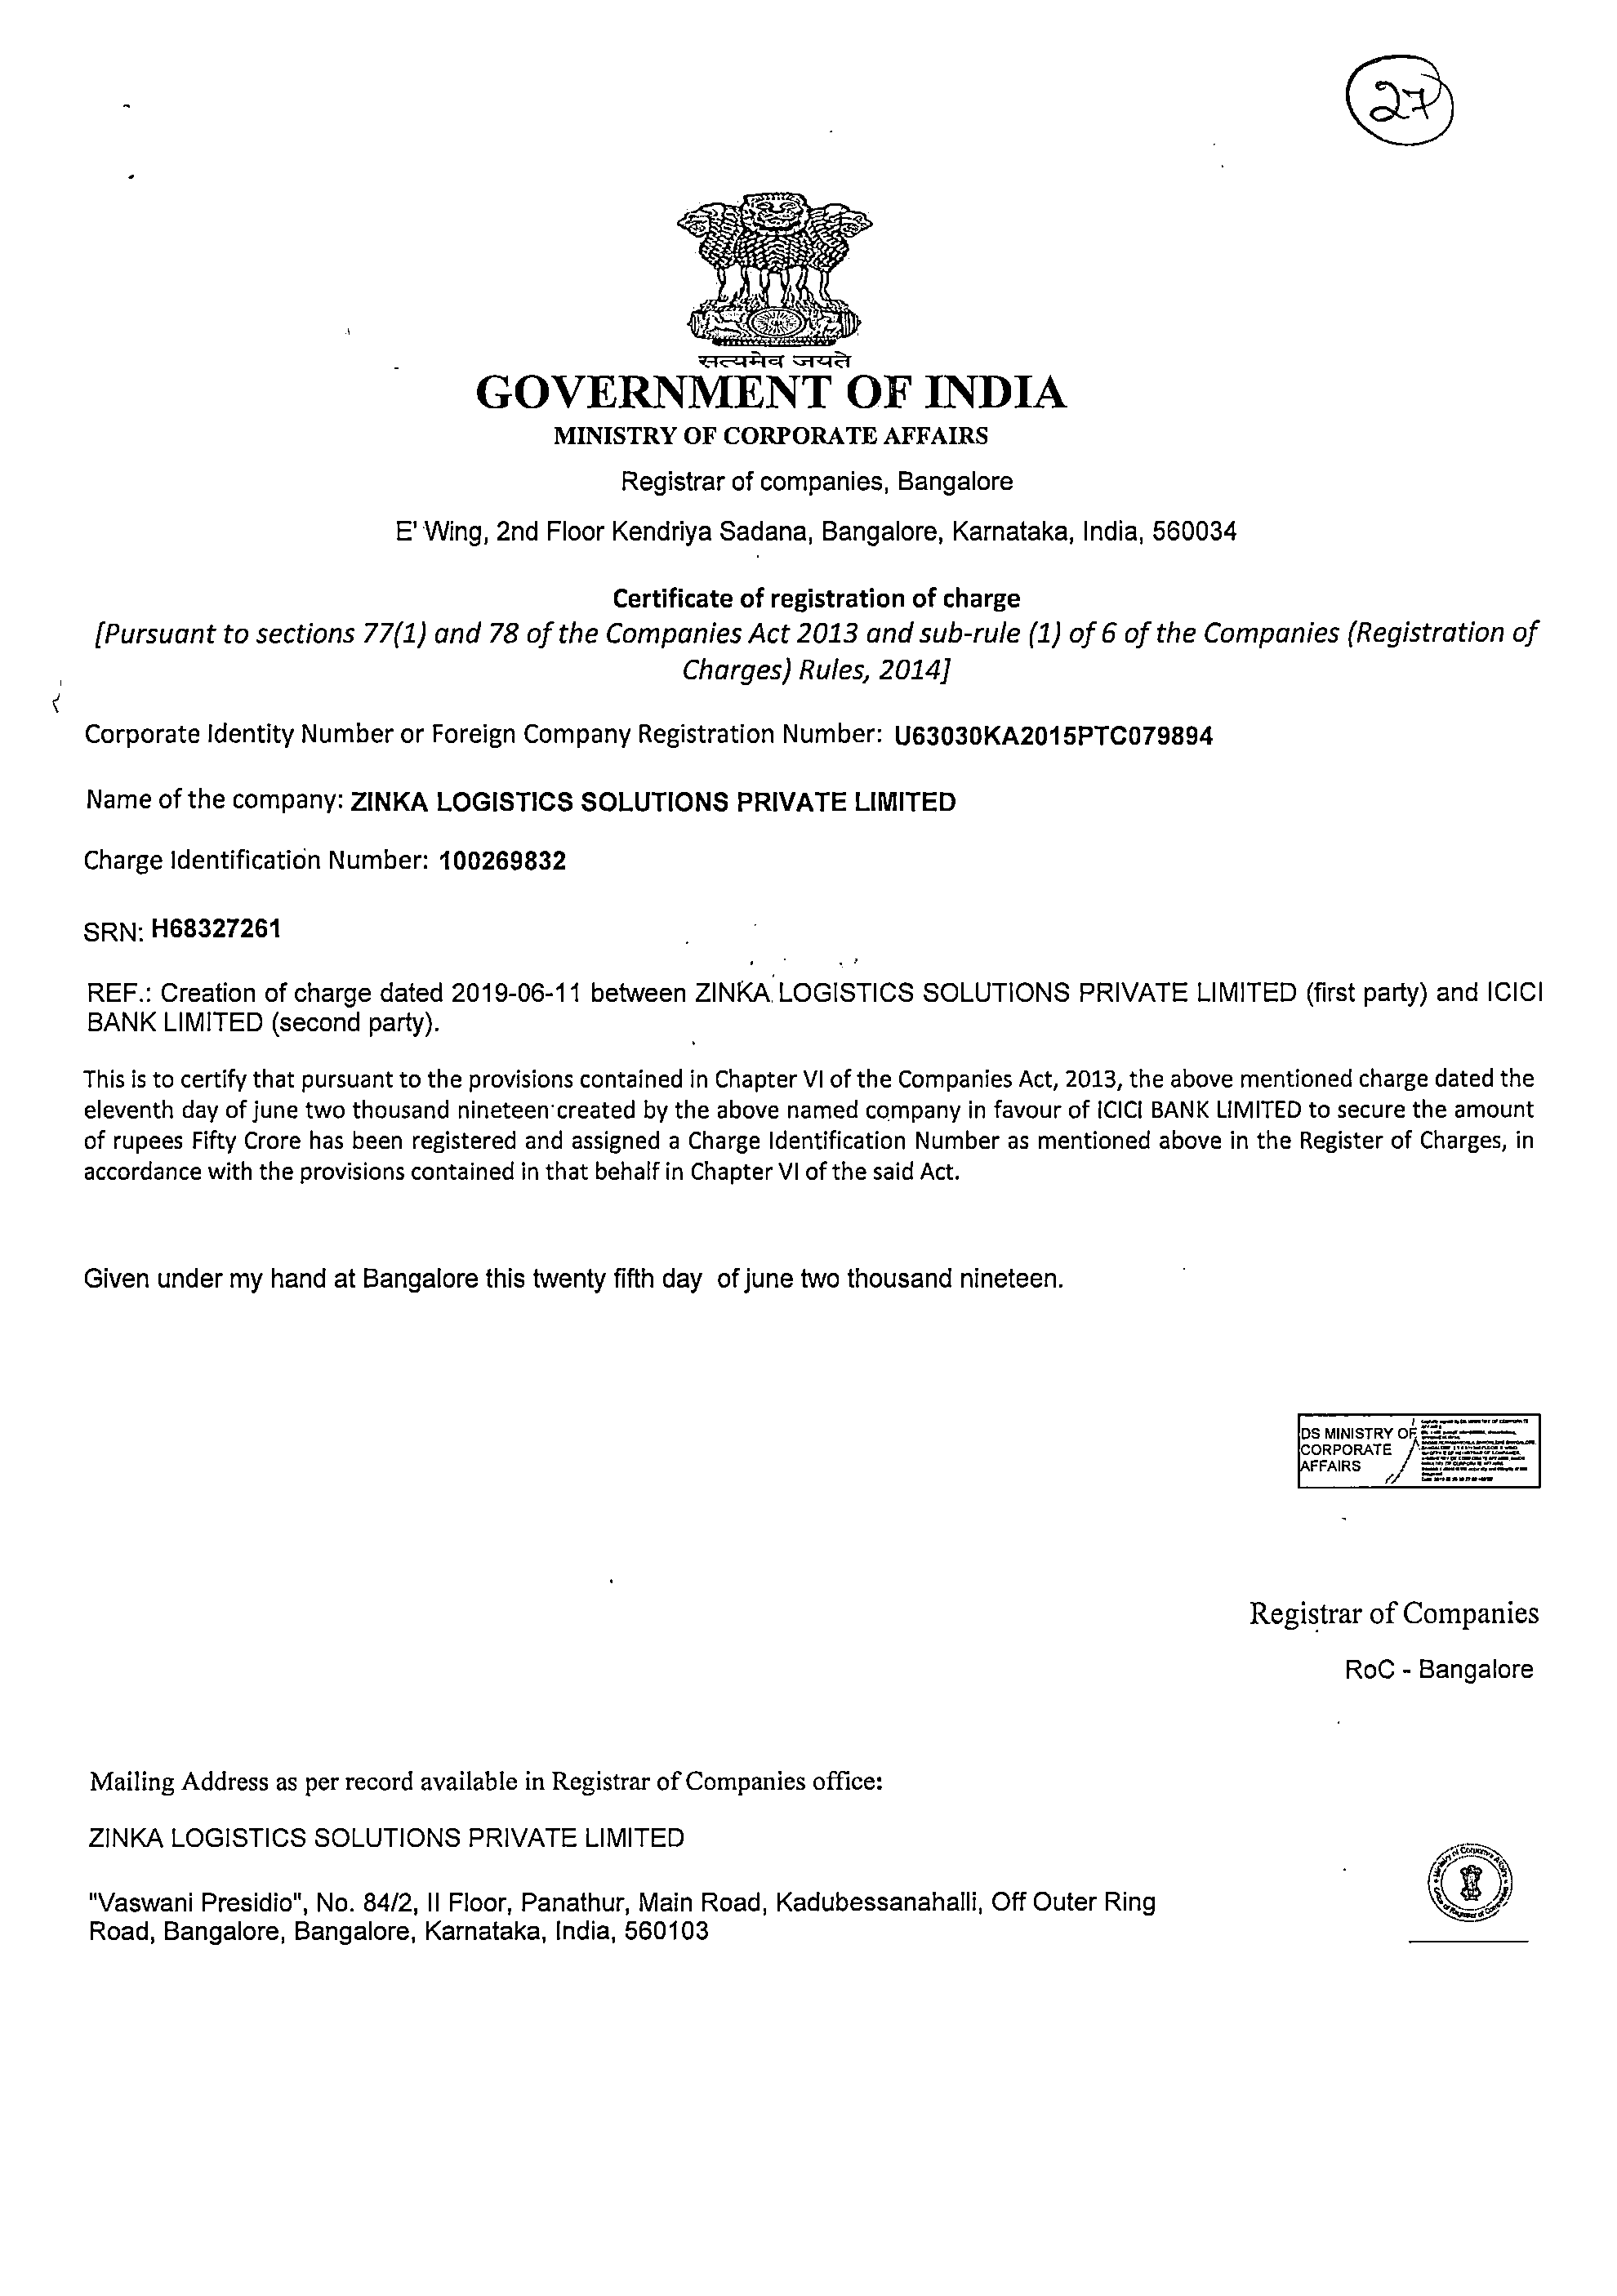 27
सत्यमेव जयते
GOVERNMENT OF INDIA
MINISTRY OF CORPORATE AFFAIRS
Registrar of companies, Bangalore
E' Wing, 2nd Floor Kendriya Sadana, Bangalore, Karnataka, India, 560034
Certificate of registration of charge
[Pursuant to sections 77(1) and 78 of the Companies Act 2013 and sub-rule (1) of 6 of the Companies (Registration of
Charges) Rules, 2014]
Corporate Identity Number or Foreign Company Registration Number: U63030KA2015PTC079894
Name of the company: ZINKA LOGISTICS SOLUTIONS PRIVATE LIMITED
Charge Identification Number: 100269832
SRN: H68327261
REF.: Creation of charge dated 2019-06-11 between ZINKA LOGISTICS SOLUTIONS PRIVATE LIMITED (first party) and ICICI
BANK LIMITED (second party).
This is to certify that pursuant to the provisions contained in Chapter VI of the Companies Act, 2013, the above mentioned charge dated the
eleventh day of june two thousand nineteen created by the above named company in favour of ICICI BANK LIMITED to secure the amount
of rupees Fifty Crore has been registered and assigned a Charge Identification Number as mentioned above in the Register of Charges, in
accordance with the provisions contained in that behalf in Chapter VI of the said Act.
Given under my hand at Bangalore this twenty fifth day of june two thousand nineteen.
DS MINISTRY OF
CORPORATE
AFFAIRS
Registrar of Companies
RoC - Bangalore
Mailing Address as per record available in Registrar of Companies office:
ZINKA LOGISTICS SOLUTIONS PRIVATE LIMITED
"Vaswani Presidio", No. 84/2, II Floor, Panathur, Main Road, Kadubessanahalli, Off Outer Ring
Road, Bangalore, Bangalore, Karnataka, India, 560103